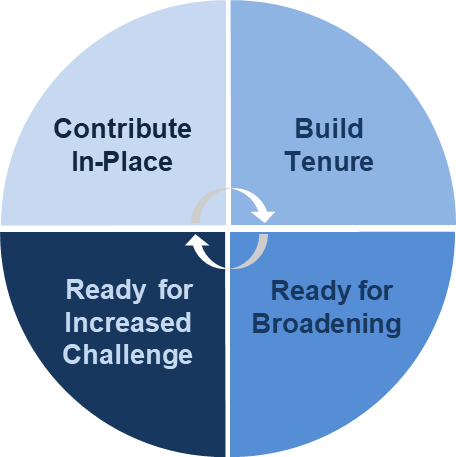 Contribute
In-Place
Build
Tenure
Ready for
Increased
Challenge
Ready for
Broadening